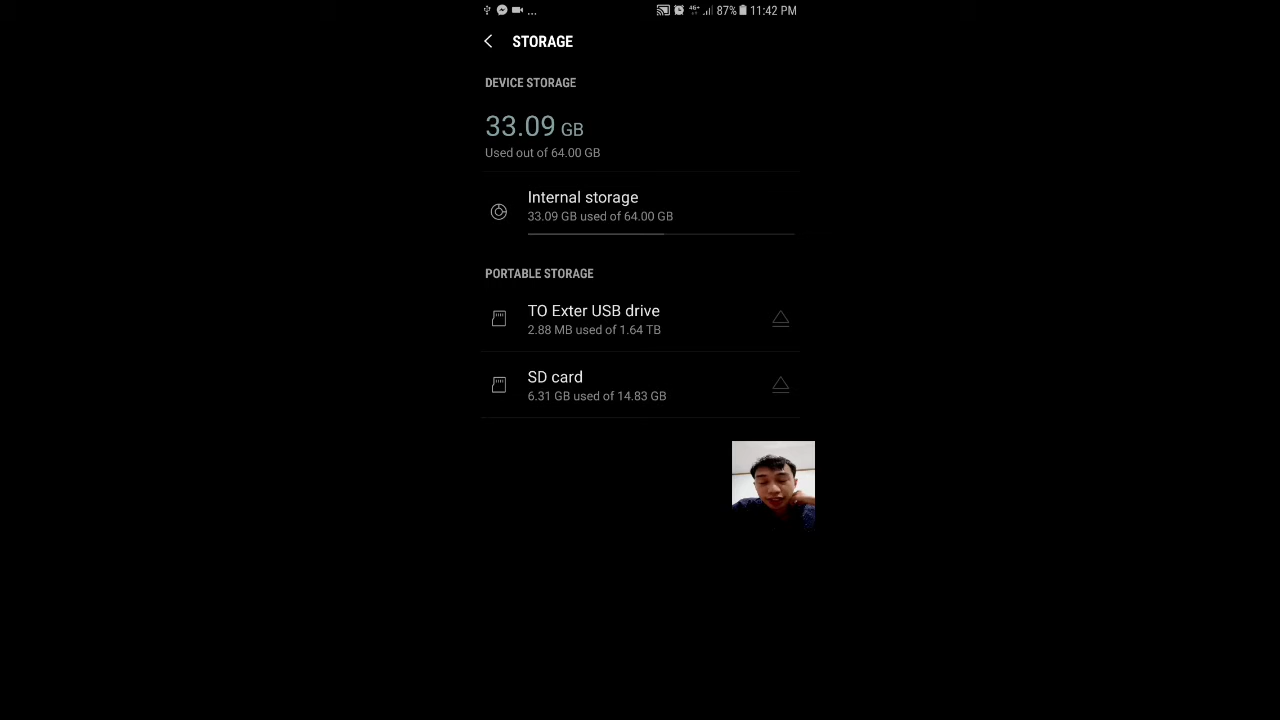 ... 4G+ 87% 11:42 PM
STORAGE
DEVICE STORAGE
33.09 GB
Used out of 64.00 GB
Internal storage
33.09 GB used of 64.00 GB
PORTABLE STORAGE
TO Exter USB drive
2.88 MB used of 1.64 TB
SD card
6.31 GB used of 14.83 GB